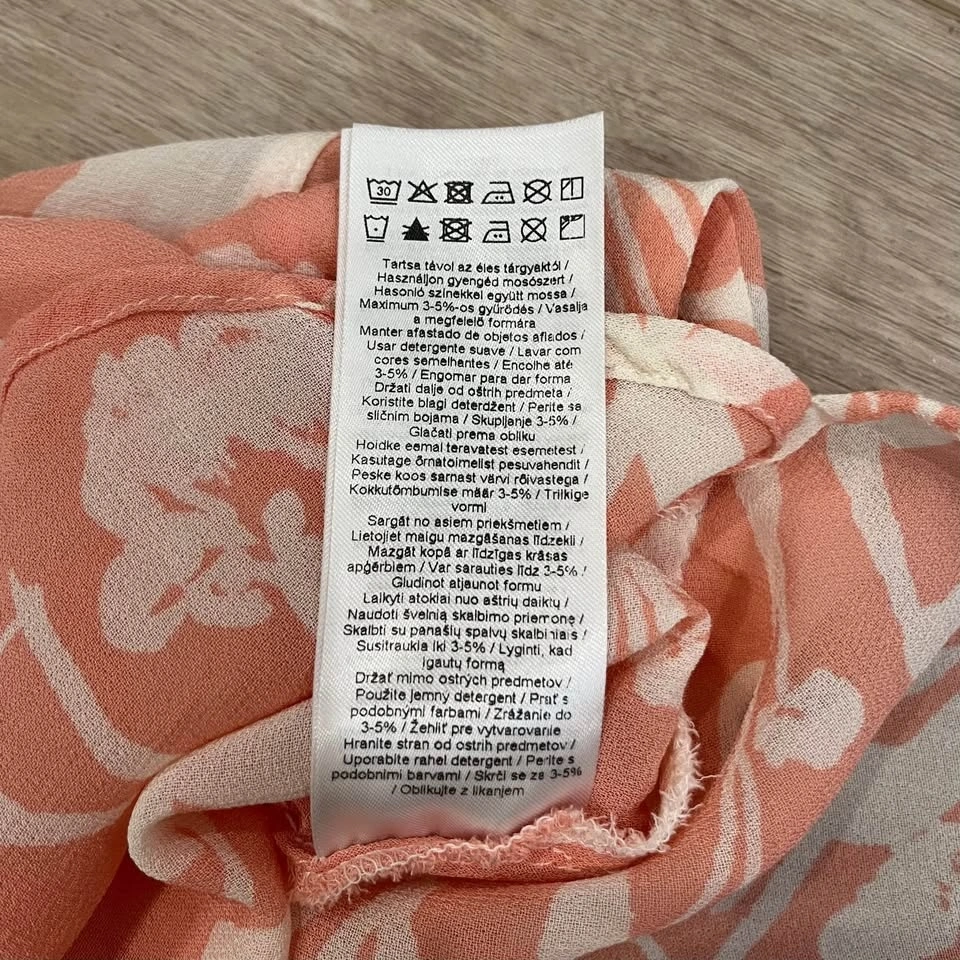 30
Tartsa távol az éles tárgyaktól /
Használjon gyengéd mosószert /
Hasonló színekkel együtt mossa /
Maximum 3-5%-os gyűrődés / Vasalja
a megfelelő formára
Manter afastado de objetos afiados /
Usar detergente suave / Lavar com
cores semelhantes / Encolhe até
3-5% / Engomar para dar forma
Držati dalje od oštrih predmeta /
Koristite blagi deterdžent / Perite sa
sličnim bojama / Skupljanje 3-5% /
Glačati prema obliku
Hoidke eemal teravatest esemetest /
Kasutage õrnatoimelist pesuvahendit /
Peske koos sarnast värvi rõivastega /
Kokkutõmbumise määr 3-5% / Triikige
vormi
Sargāt no asiem priekšmetiem /
Lietojiet maigu mazgāšanas līdzekli /
Mazgāt kopā ar līdzīgas krāsas
apģērbiem / Var sarauties līdz 3-5% /
Gludinot atjaunot formu
Laikyti atokiai nuo aštrių daiktų /
Naudoti švelnią skalbimo priemonę /
Skalbti su panašių spalvų skalbiniais /
Susitraukia iki 3-5% / Lyginti, kad
įgautų formą
Držať mimo ostrých predmetov /
Použite jemný detergent / Prať s
podobnými farbami / Zrážanie do
3-5% / Žehliť pre vytvarovanie
Hranite stran od ostrih predmetov /
Uporabite rahel detergent / Perite s
podobnimi barvami / Skrči se za 3-5%
/ Oblikujte z likanjem